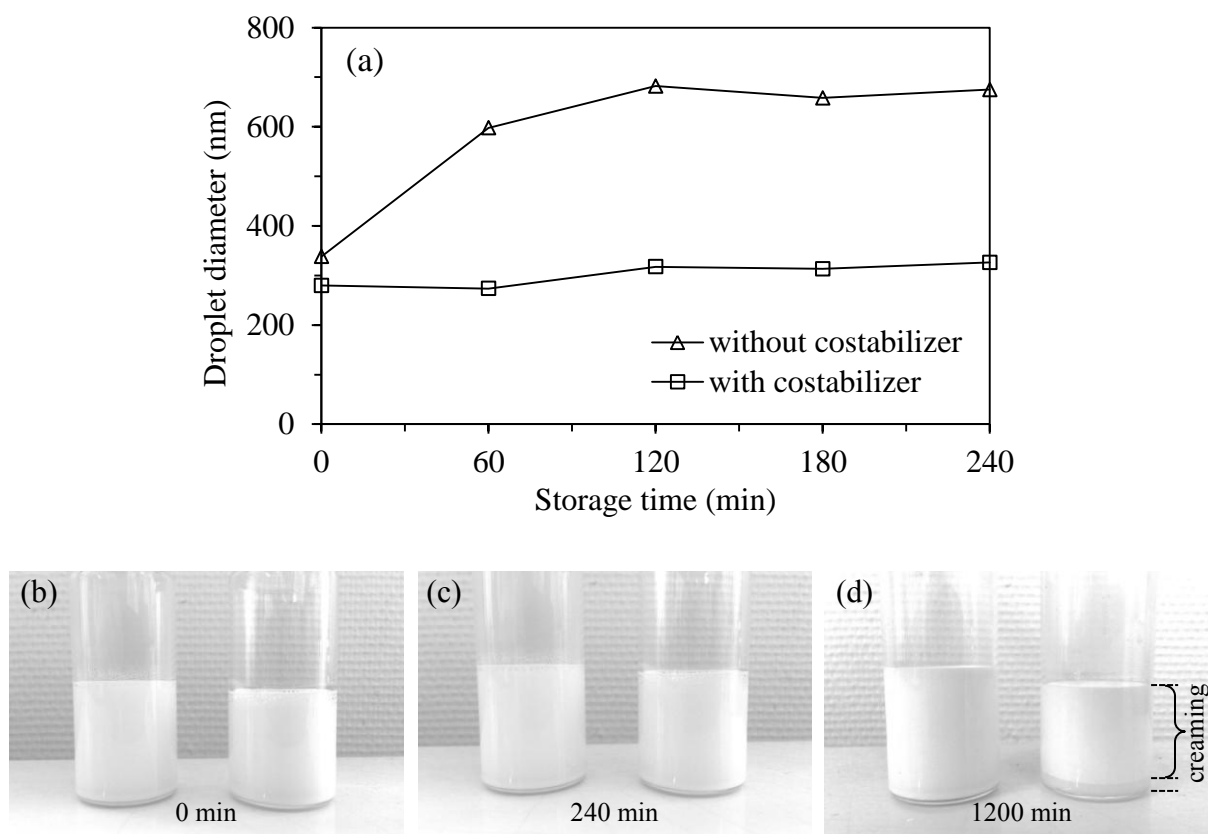 800
(a)
600
400
200
0
Droplet diameter (nm)
without costabilizer
with costabilizer
0 60 120 180 240
Storage time (min)
(b) (c) (d)
creaming
0 min 240 min 1200 min